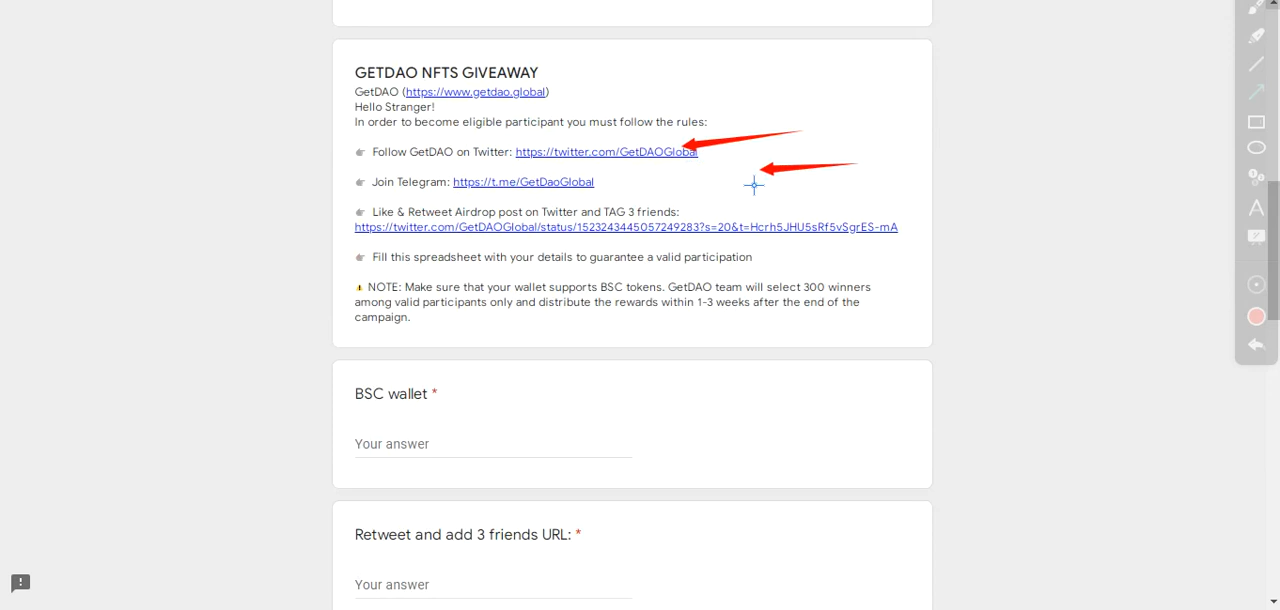 GETDAO NFTS GIVEAWAY
GetDAO (https://www.getdao.global)
Hello Stranger!
In order to become eligible participant you must follow the rules:
Follow GetDAO on Twitter: https://twitter.com/GetDAOGlobal
Join Telegram: https://t.me/GetDaoGlobal
Like & Retweet Airdrop post on Twitter and TAG 3 friends:
https://twitter.com/GetDAOGlobal/status/1523243445057249283?s=20&t=Hcrh5JHU5sRf5vSgrES-mA
Fill this spreadsheet with your details to guarantee a valid participation
NOTE: Make sure that your wallet supports BSC tokens. GetDAO team will select 300 winners
among valid participants only and distribute the rewards within 1-3 weeks after the end of the
campaign.
BSC wallet *
Your answer
Retweet and add 3 friends URL: *
Your answer